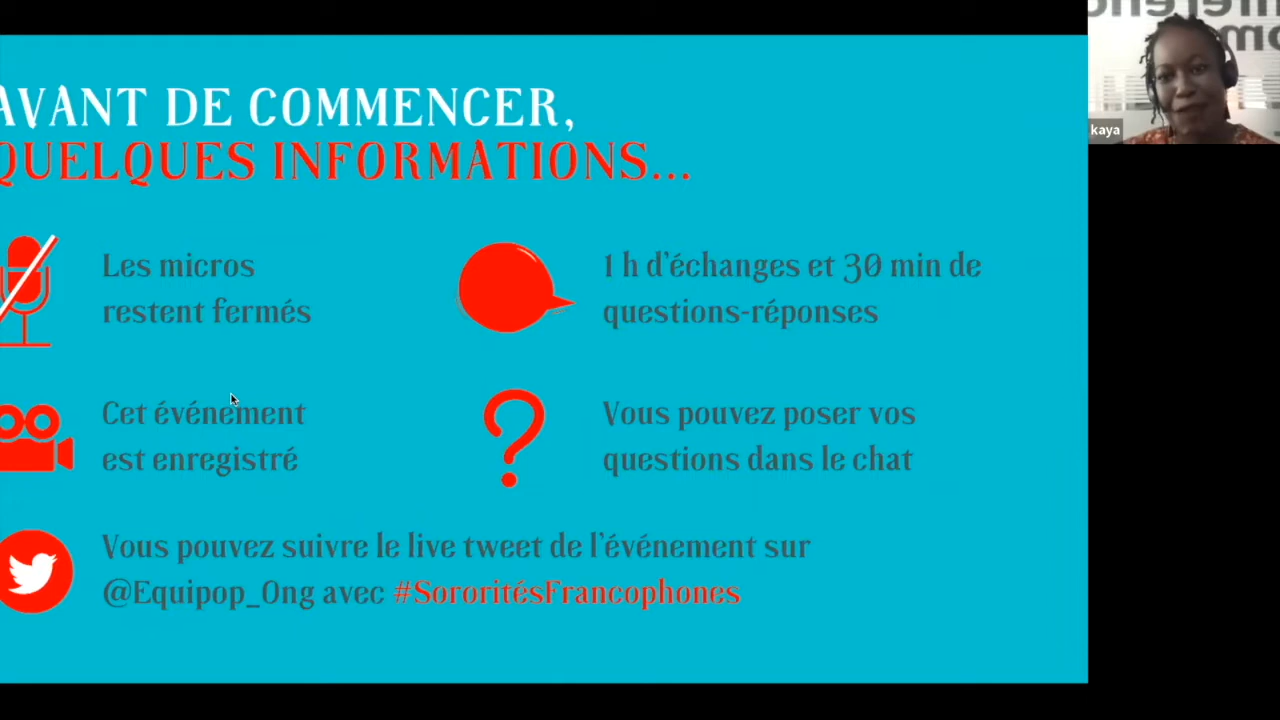 AVANT DE COMMENCER,
QUELQUES INFORMATIONS...
Les micros
restent fermés
1 h d'échanges et 30 min de
questions-réponses
Cet événement
est enregistré
Vous pouvez poser vos
questions dans le chat
Vous pouvez suivre le live tweet de l'événement sur
@Equipop_Ong avec #SororitésFrancophones
kaya